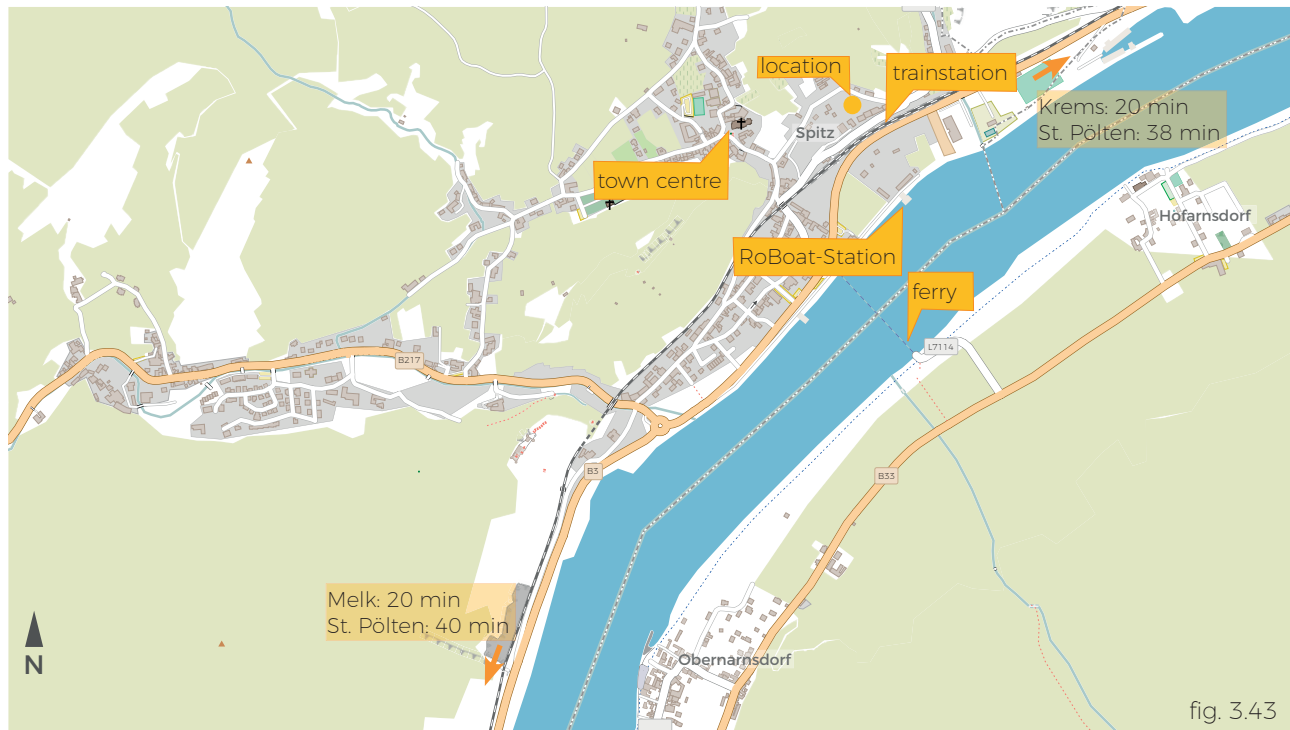 location
trainstation
Spitz
Krems: 20 min
St. Pölten: 38 min
town centre
Hofarnsdorf
RoBoat-Station
ferry
L7114
B217
B3
B33
Melk: 20 min
St. Pölten: 40 min
N
Oberarnsdorf
fig. 3.43